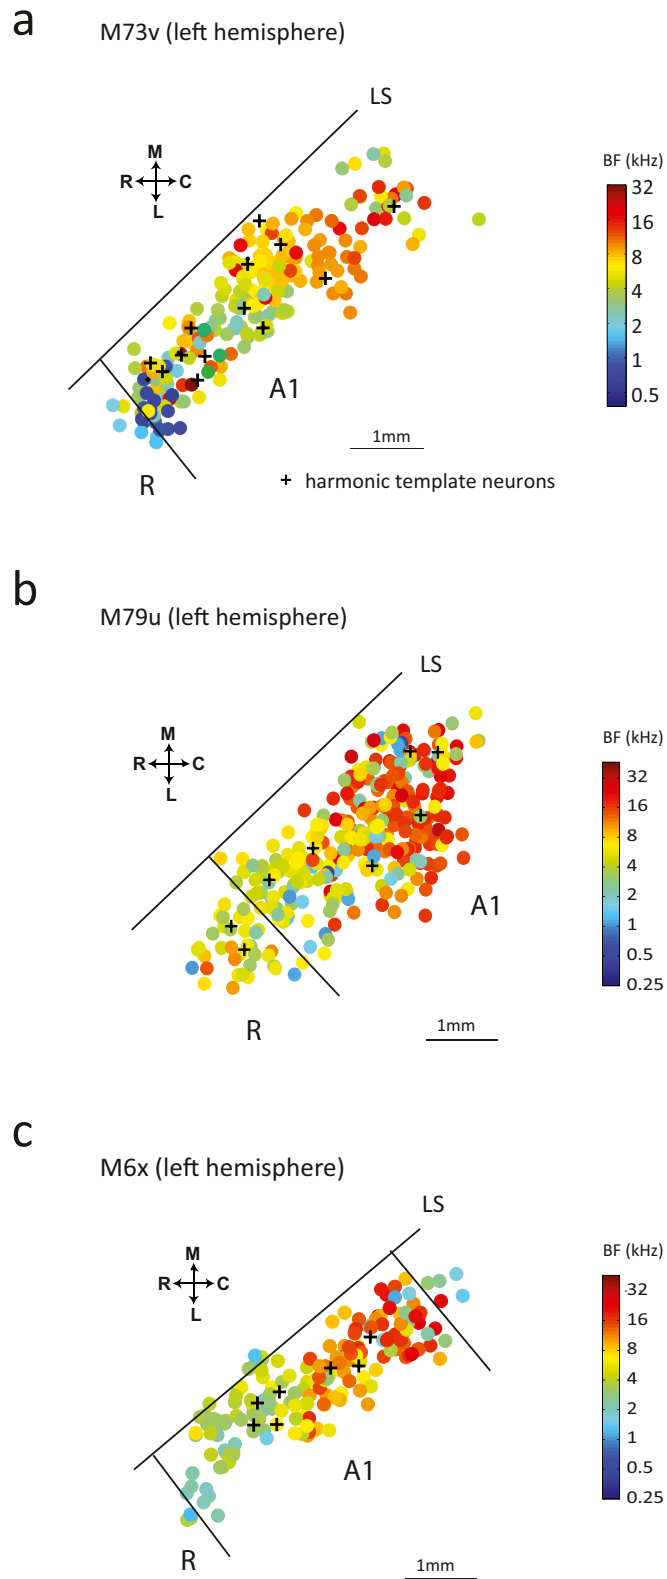 a
M73v (left hemisphere)
LS
M
R C
L
BF (kHz)
32
16
8
4
2
1
0.5
A1
R
1mm
+ harmonic template neurons
b
M79u (left hemisphere)
LS
M
R C
L
BF (kHz)
32
16
8
4
2
1
0.5
0.25
A1
R
1mm
c
M6x (left hemisphere)
LS
M
R C
L
BF (kHz)
32
16
8
4
2
1
0.5
0.25
A1
R
1mm